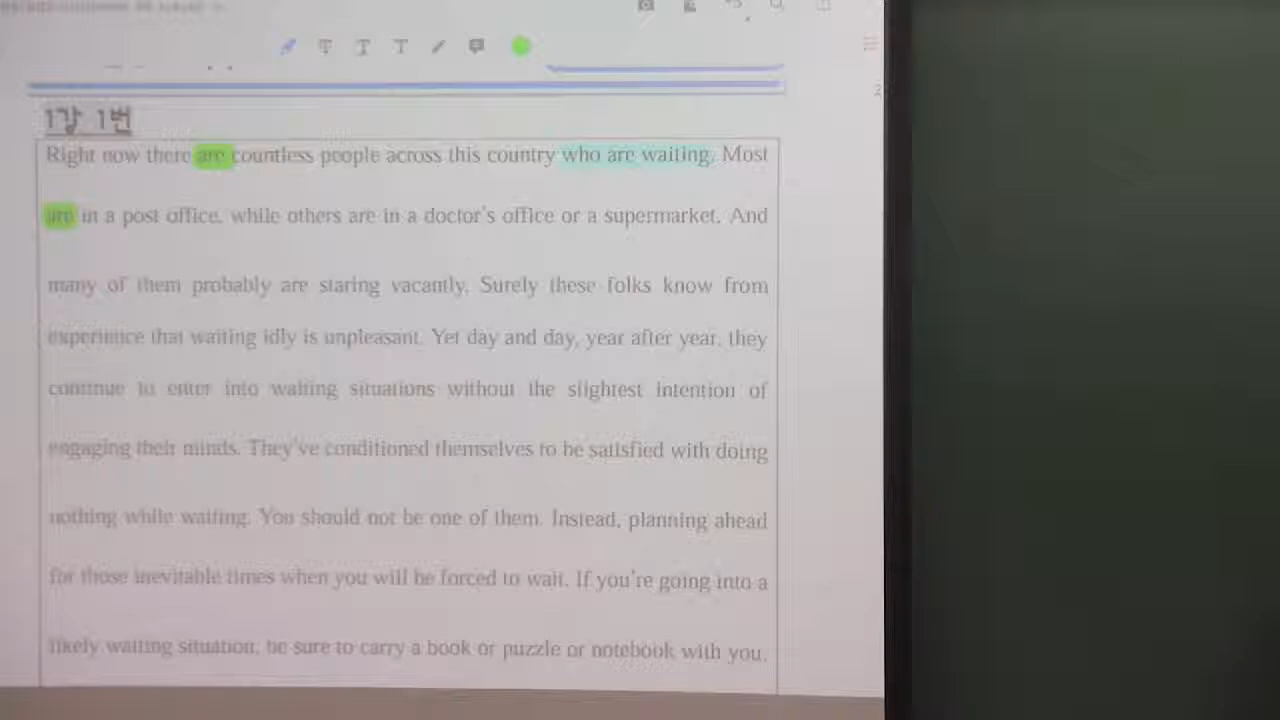 1강 1번
Right now there are countless people across this country who are waiting. Most
are in a post office, while others are in a doctor's office or a supermarket. And
many of them probably are staring vacantly. Surely these folks know from
experience that waiting idly is unpleasant. Yet day and day, year after year, they
continue to enter into waiting situations without the slightest intention of
engaging their minds. They've conditioned themselves to be satisfied with doing
nothing while waiting. You should not be one of them. Instead, planning ahead
for those inevitable times when you will be forced to wait. If you're going into a
likely waiting situation, be sure to carry a book or puzzle or notebook with you.